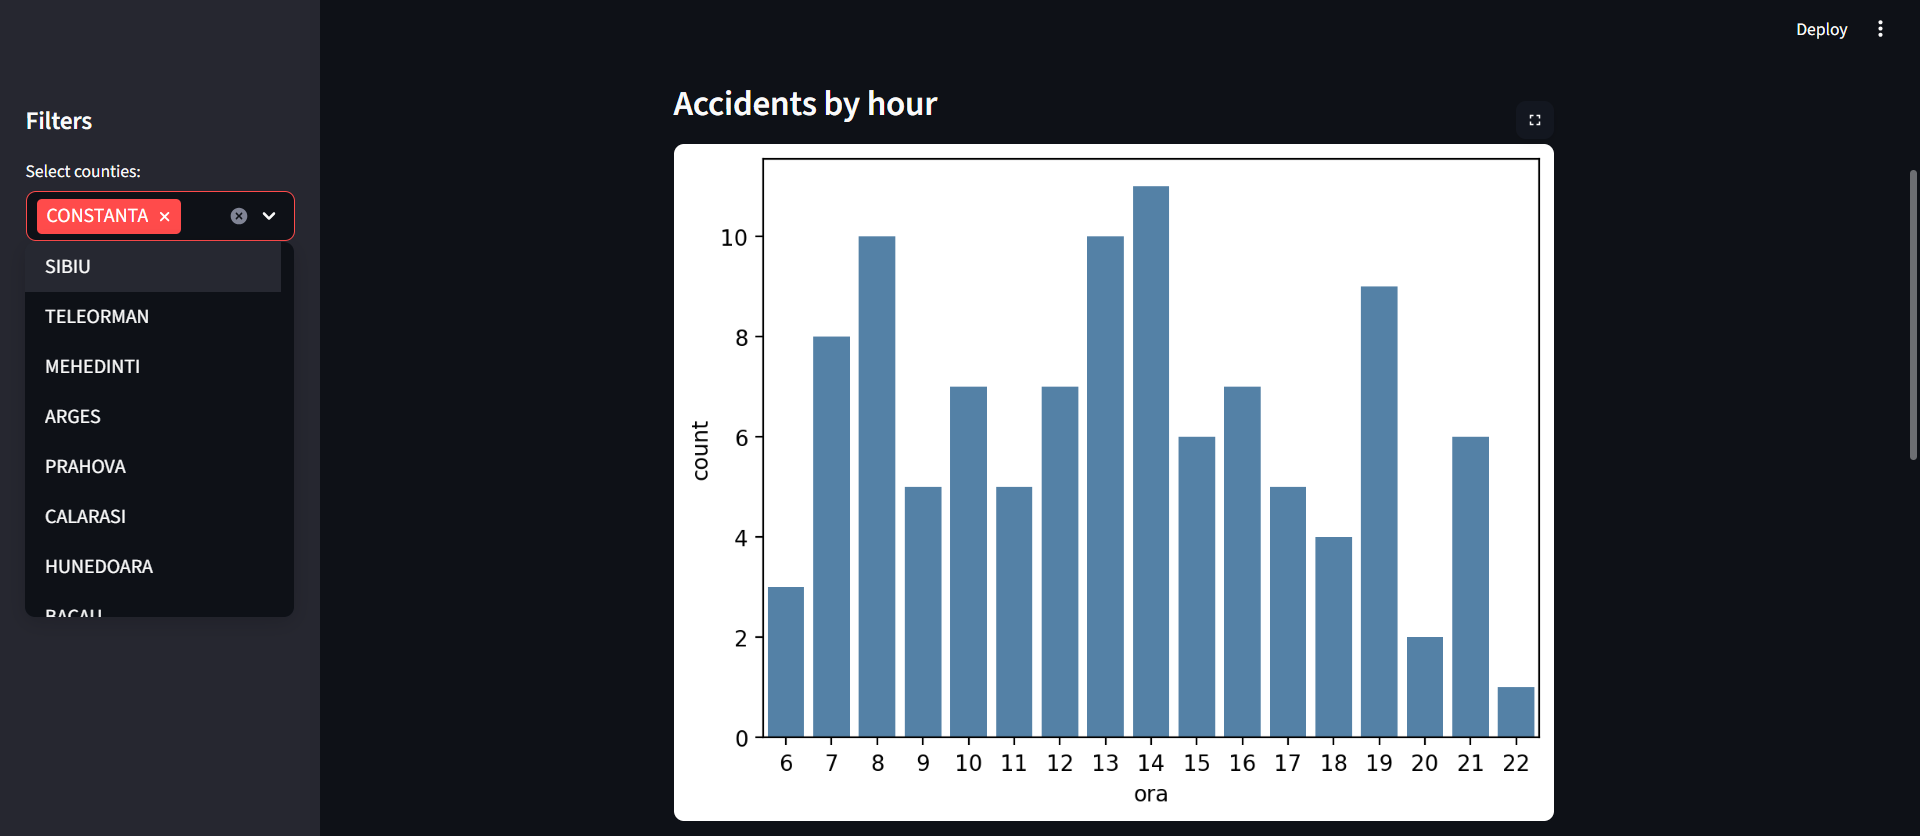 Deploy
Filters
Select counties:
CONSTANTA
SIBIU
TELEORMAN
MEHEDINTI
ARGES
PRAHOVA
CALARASI
HUNEDOARA
BACAU
Accidents by hour
count
10
8
6
4
2
0
6 7 8 9 10 11 12 13 14 15 16 17 18 19 20 21 22
ora